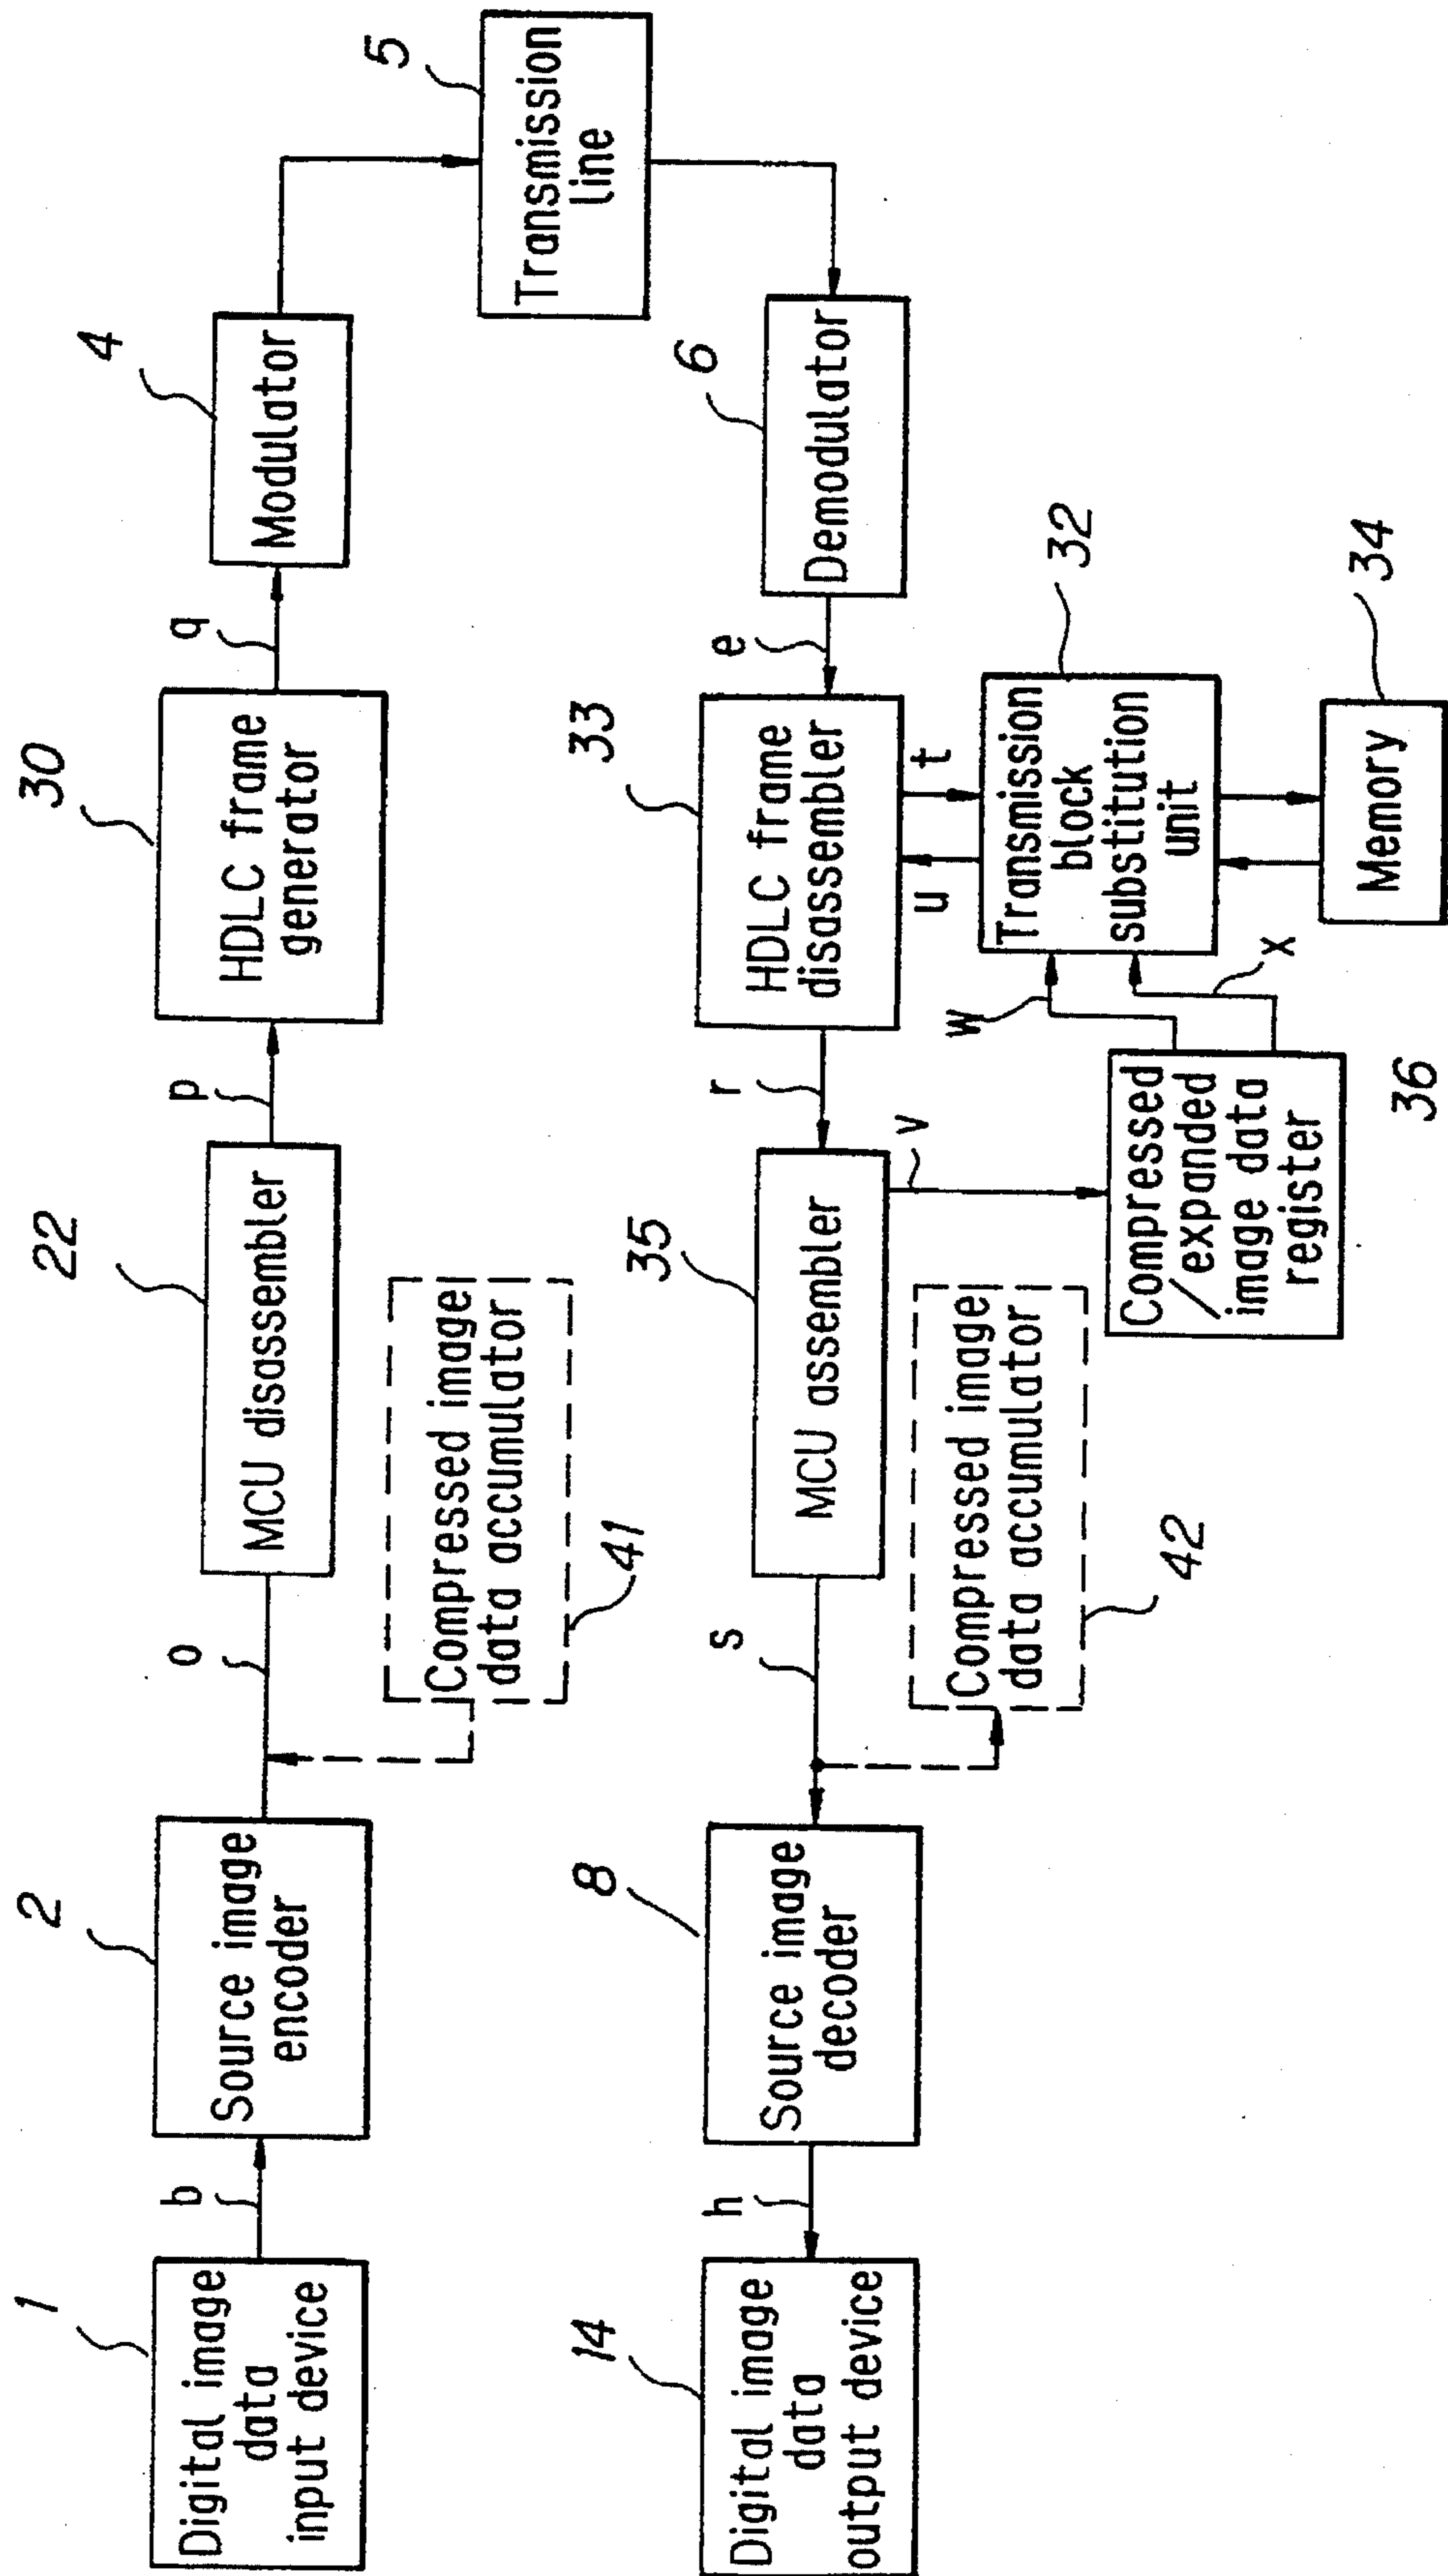 1
Digital image
data
input device
b
2
Source image
encoder
o
41
Compressed image
data accumulator
22
MCU disassembler
p
30
HDLC frame
generator
q
4
Modulator
5
Transmission
line
6
Demodulator
e
33
HDLC frame
disassembler
u
t
32
Transmission
block
substitution
unit
34
Memory
w
x
36
Compressed
/expanded
image data
register
r
v
35
MCU assembler
s
42
Compressed image
data accumulator
8
Source image
decoder
h
14
Digital image
data
output device